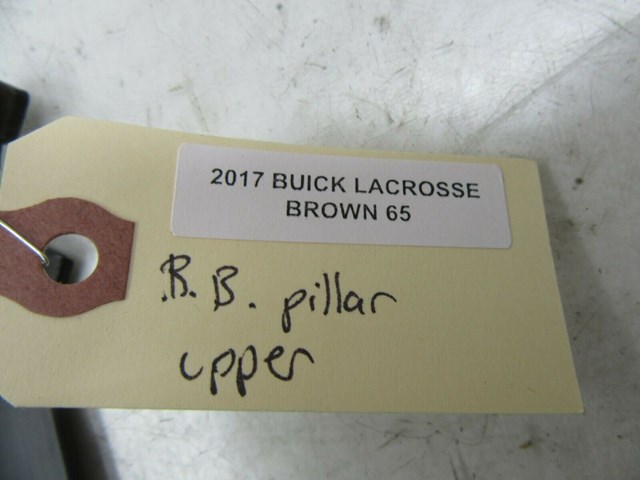 2017 BUICK LACROSSE
BROWN 65
R. B. pillar
upper